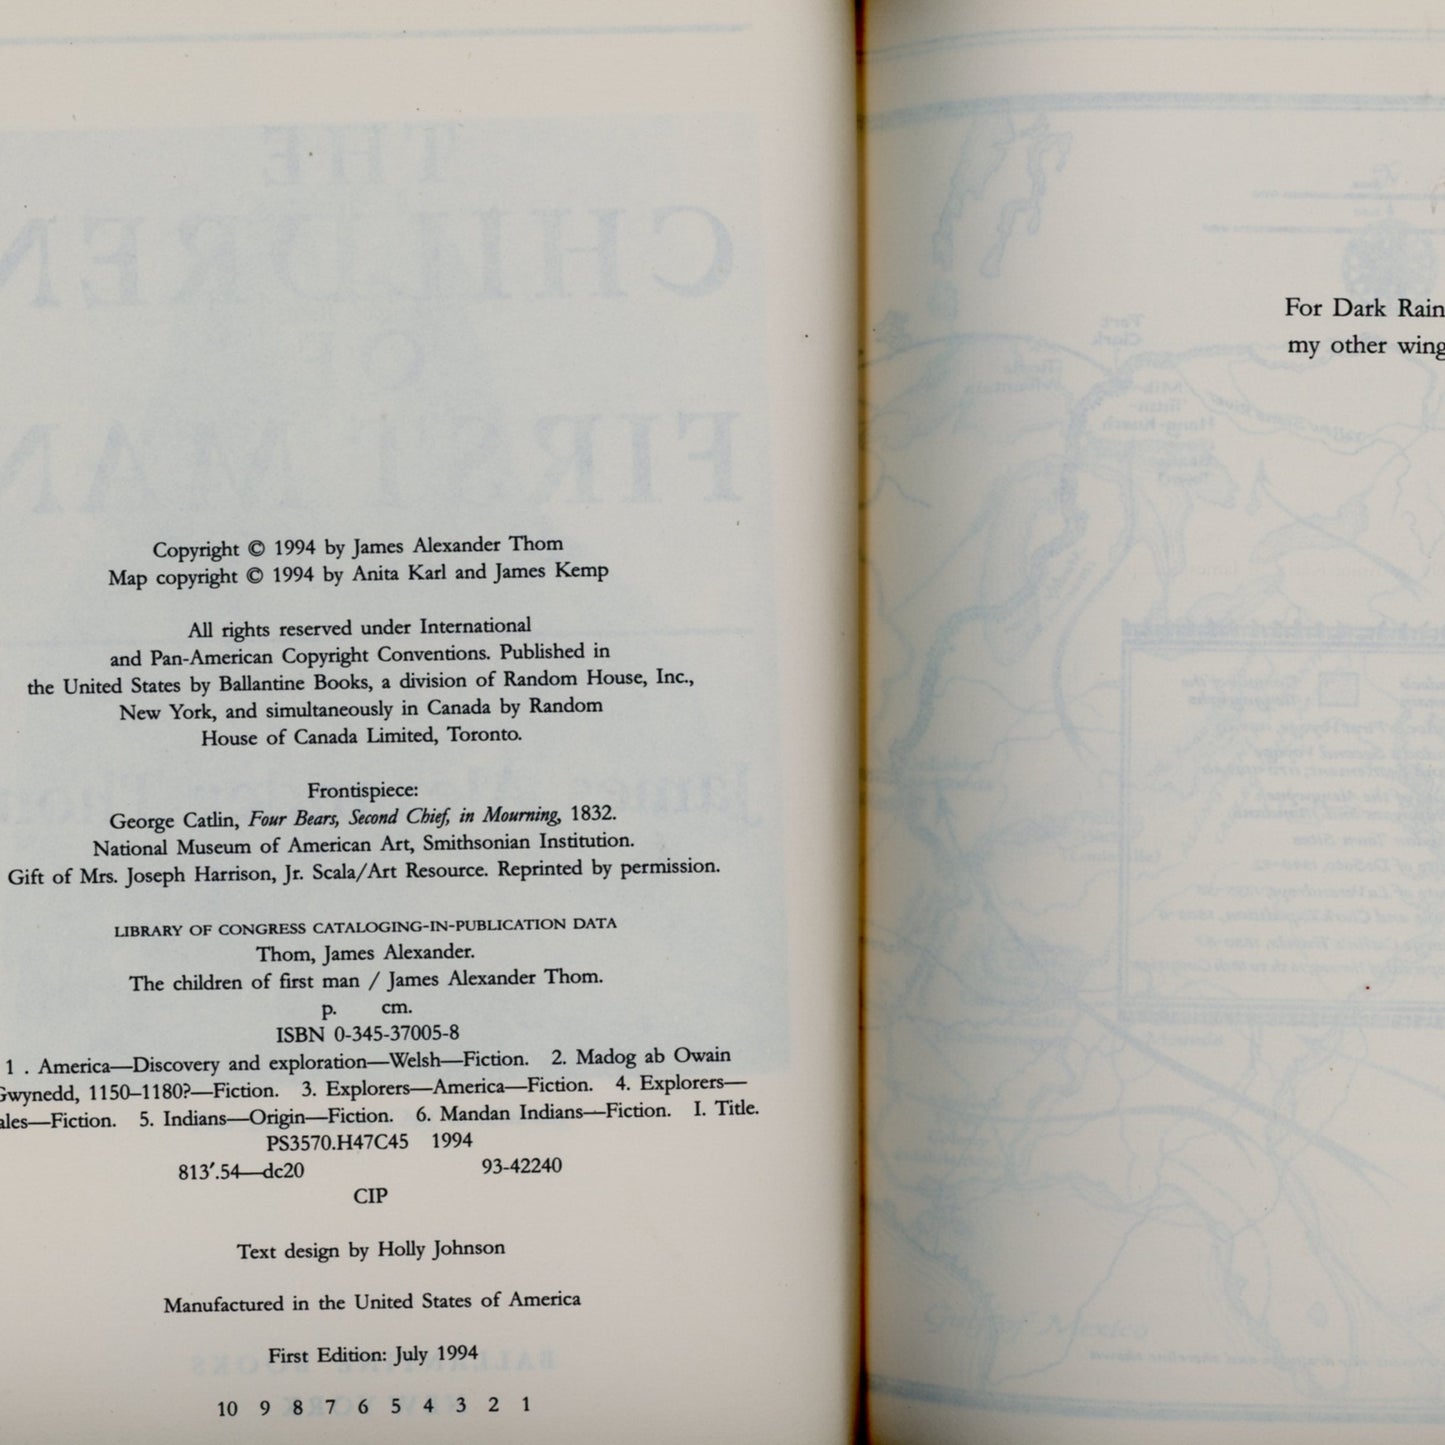 Copyright © 1994 by James Alexander Thom
Map copyright © 1994 by Anita Karl and James Kemp
All rights reserved under International
and Pan-American Copyright Conventions. Published in
the United States by Ballantine Books, a division of Random House, Inc.,
New York, and simultaneously in Canada by Random
House of Canada Limited, Toronto.
Frontispiece:
George Catlin, Four Bears, Second Chief, in Mourning, 1832.
National Museum of American Art, Smithsonian Institution.
Gift of Mrs. Joseph Harrison, Jr. Scala/Art Resource. Reprinted by permission.
LIBRARY OF CONGRESS CATALOGING-IN-PUBLICATION DATA
Thom, James Alexander.
The children of first man / James Alexander Thom.
p. cm.
ISBN 0-345-37005-8
1 . America—Discovery and exploration—Welsh—Fiction. 2. Madog ab Owain
Gwynedd, 1150–1180?—Fiction. 3. Explorers—America—Fiction. 4. Explorers—
ales—Fiction. 5. Indians—Origin—Fiction. 6. Mandan Indians—Fiction. I. Title.
PS3570.H47C45 1994
813′.54—dc20 93-42240
CIP
Text design by Holly Johnson
Manufactured in the United States of America
First Edition: July 1994
10 9 8 7 6 5 4 3 2 1
For Dark Rain
my other wing